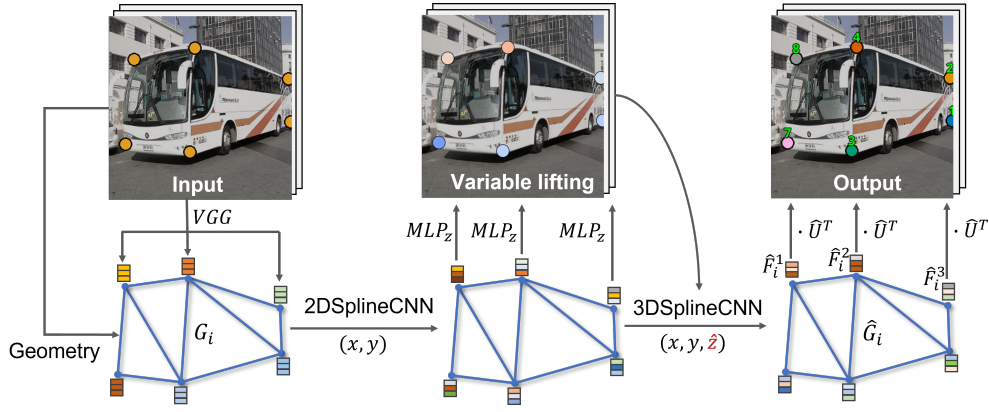 Input
Variable lifting
8
4
2
1
7
3
Output
VGG
MLP_z
MLP_z
MLP_z
· Û^T
· Û^T
· Û^T
F̂_i^1
F̂_i^2
F̂_i^3
Geometry
G_i
2DSplineCNN
(x, y)
3DSplineCNN
(x, y, ẑ)
Ĝ_i